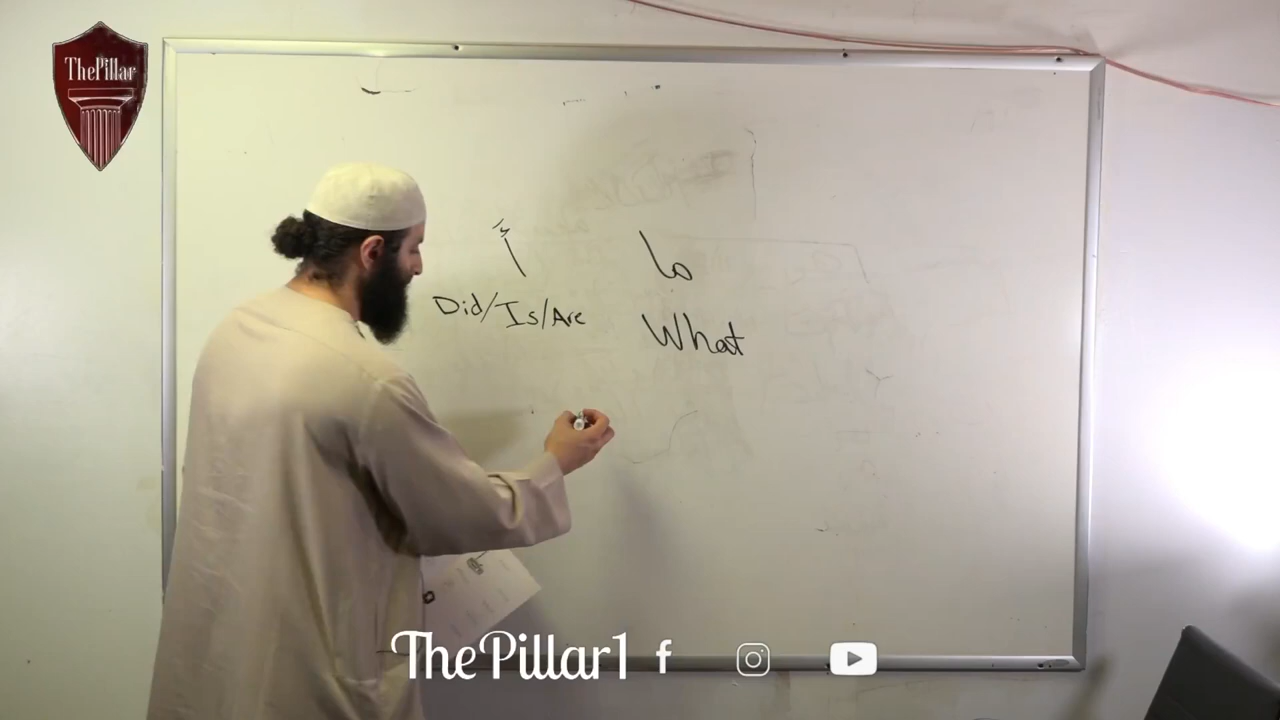 ThePillar
أَ ما
Did/Is/Are What
ThePillar1